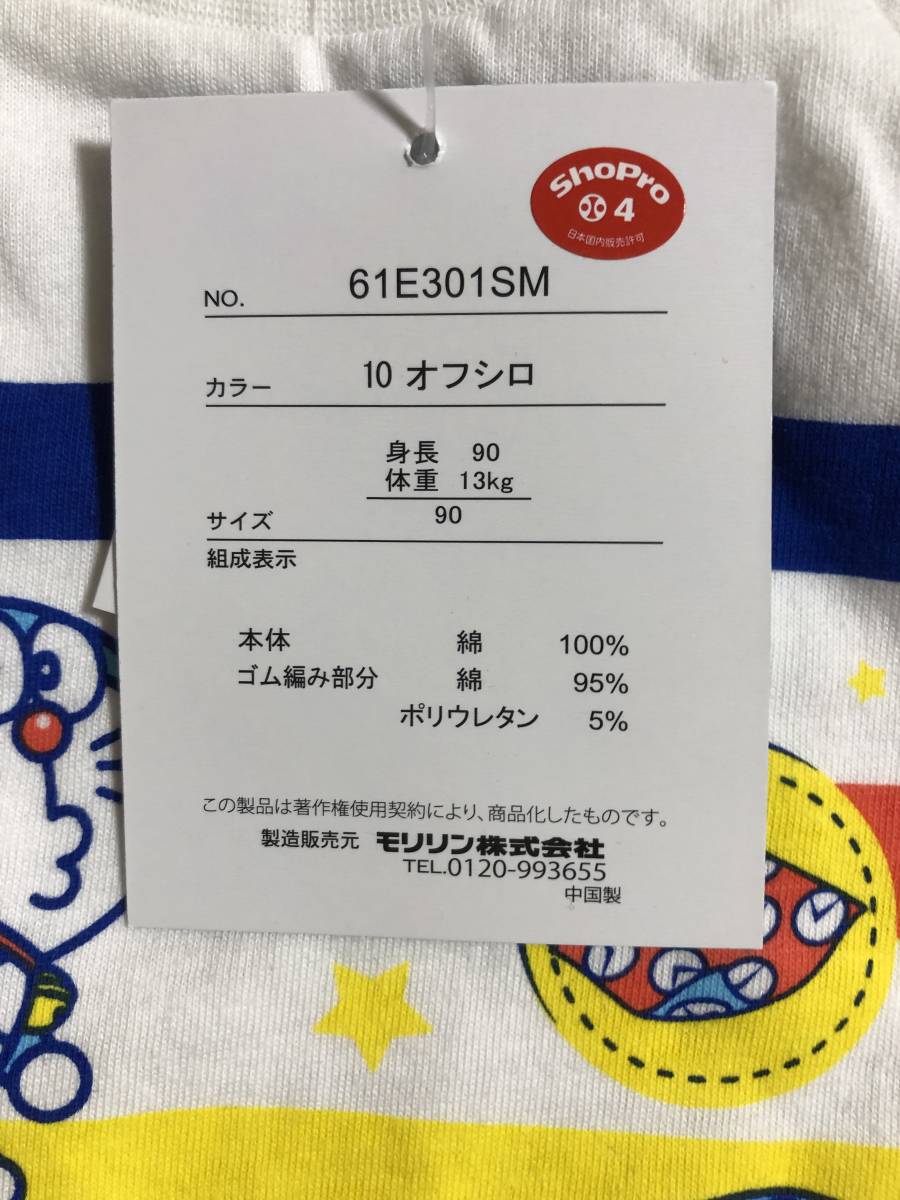 ShoPro
4
日本国内販売許可
NO. 61E301SM
カラー 10 オフシロ
身長 90
体重 13kg
サイズ 90
組成表示
本体 綿 100%
ゴム編み部分 綿 95%
ポリウレタン 5%
この製品は著作権使用契約により、商品化したものです。
製造販売元 モリリン株式会社
TEL.0120-993655
中国製